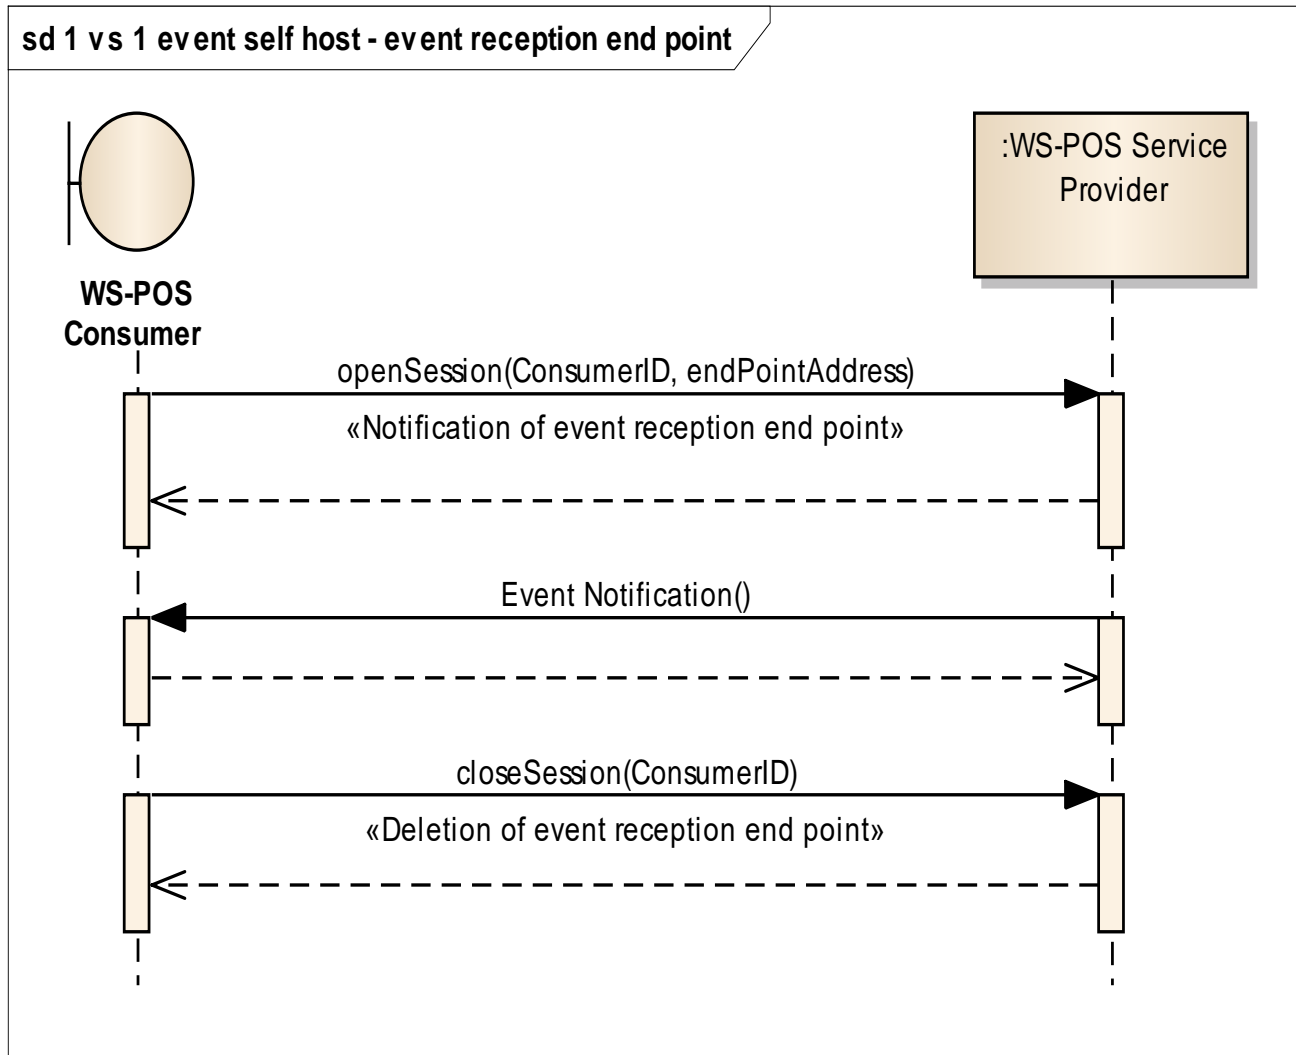 sd 1 vs 1 event self host - event reception end point
:WS-POS Service
Provider
WS-POS
Consumer
openSession(ConsumerID, endPointAddress)
«Notification of event reception end point»
Event Notification()
closeSession(ConsumerID)
«Deletion of event reception end point»